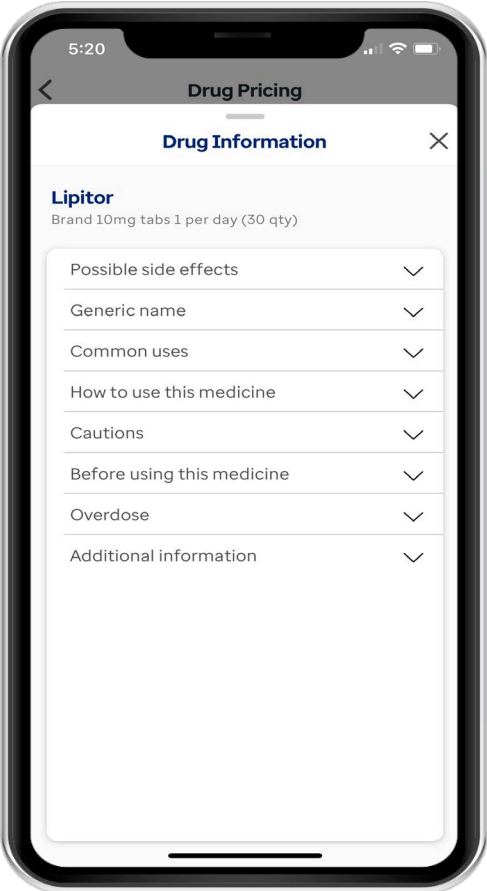 5:20
Drug Pricing
Drug Information
Lipitor
Brand 10mg tabs 1 per day (30 qty)
Possible side effects
Generic name
Common uses
How to use this medicine
Cautions
Before using this medicine
Overdose
Additional information